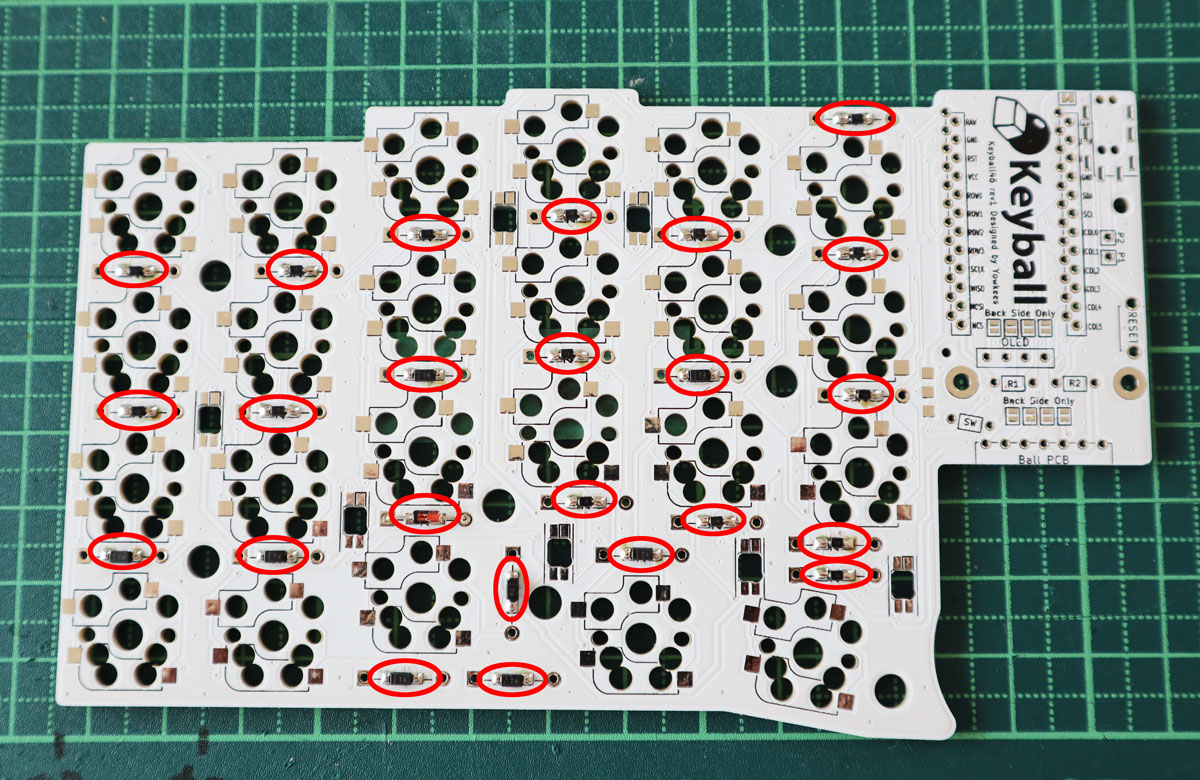 Keyball
Keyball46 rev1 Designed by Yowkees
RAW
GND
RST
VCC
ROW0
ROW1
ROW2
ROW3
SCLK
MISO
MCSI
NCS
GND
SDA
SCL
COL0
COL1
COL2
COL3
COL4
COL5
P2
P1
RESET
Back Side Only
OLED
R1
R2
Back Side Only
SW
Ball PCB